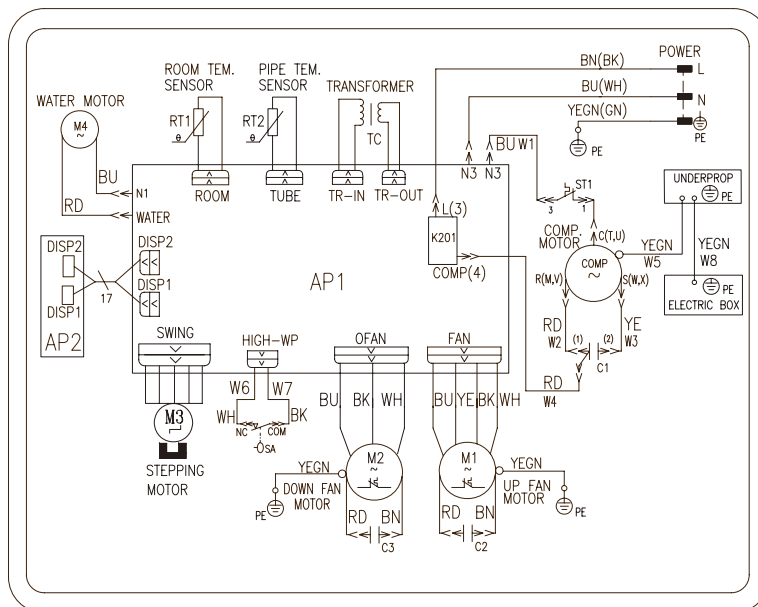 ROOM TEM.
SENSOR
PIPE TEM.
SENSOR
TRANSFORMER
BN(BK)
POWER
L
BU(WH)
N
YEGN(GN)
PE
PE
WATER MOTOR
M4
~
RT1
θ
RT2
θ
TC
BU W1
N3
N3
BU
N1
RD
WATER
ROOM
TUBE
TR-IN
TR-OUT
L(3)
K201
COMP(4)
ST1
3
1
UNDERPROP
PE
COMP.
MOTOR
C(T,U)
YEGN
W5
YEGN
W8
COMP
~
R(M,V)
S(W,X)
PE
ELECTRIC BOX
DISP2
DISP1
AP2
17
DISP2
DISP1
AP1
RD
W2
YE
W3
(1)
(2)
C1
RD
W4
SWING
HIGH-WP
OFAN
FAN
W6
W7
WH
BK
NC
COM
SA
BU
BK
WH
BU
YE
BK
WH
M3
STEPPING
MOTOR
YEGN
PE
DOWN FAN
MOTOR
M2
~
M1
~
YEGN
UP FAN
MOTOR
PE
RD
BN
C3
RD
BN
C2